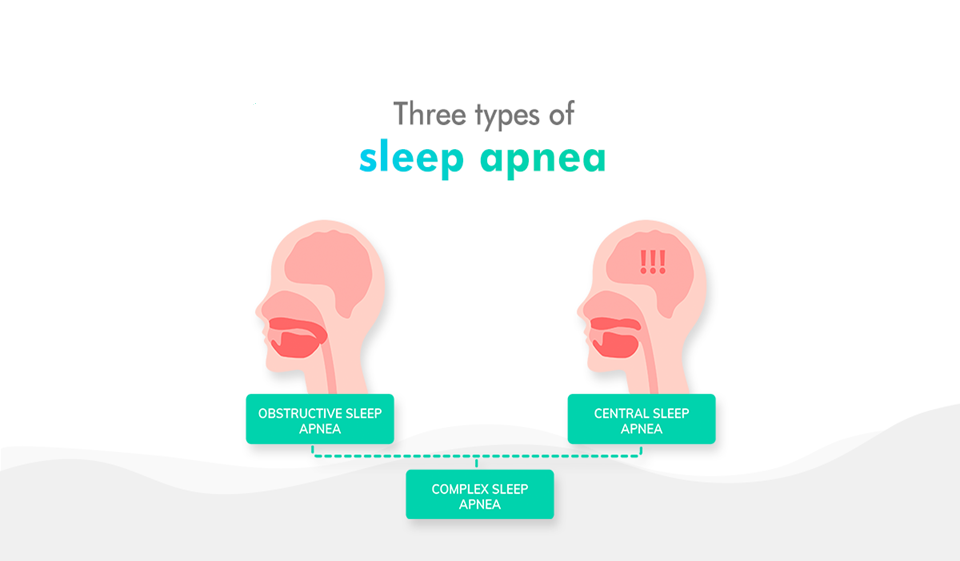 Three types of
sleep apnea
!!!
OBSTRUCTIVE SLEEP
APNEA
CENTRAL SLEEP
APNEA
COMPLEX SLEEP
APNEA